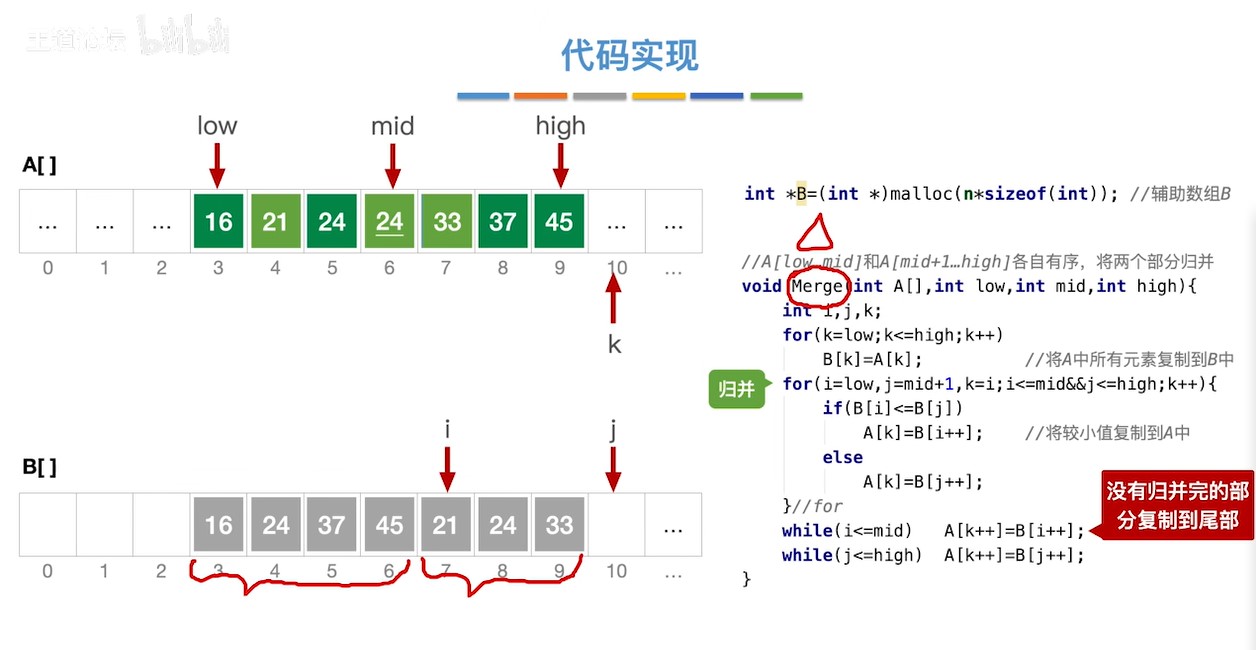 王道论坛 bilibili
代码实现
low mid high
A[ ]
... ... ... 16 21 24 24 33 37 45 ... ...
0 1 2 3 4 5 6 7 8 9 10 ...
k
i j
B[ ]
16 24 37 45 21 24 33 ...
0 1 2 3 4 5 6 7 8 9 10 ...
int *B=(int *)malloc(n*sizeof(int)); //辅助数组B
//A[low…mid]和A[mid+1…high]各自有序，将两个部分归并
void Merge(int A[],int low,int mid,int high){
int i,j,k;
for(k=low;k<=high;k++)
B[k]=A[k]; //将A中所有元素复制到B中
归并
for(i=low,j=mid+1,k=i;i<=mid&&j<=high;k++){
if(B[i]<=B[j])
A[k]=B[i++]; //将较小值复制到A中
else
A[k]=B[j++];
}//for
while(i<=mid) A[k++]=B[i++];
while(j<=high) A[k++]=B[j++];
}
没有归并完的部
分复制到尾部